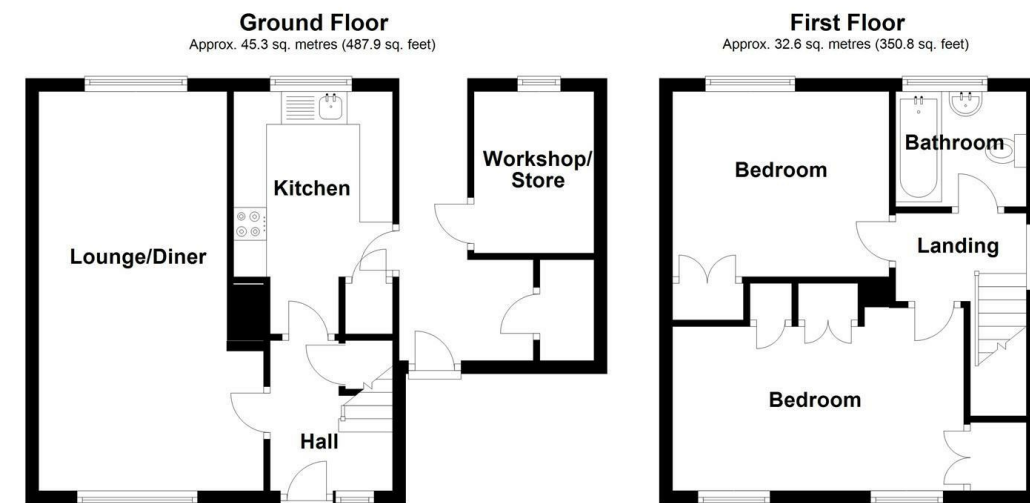 Ground Floor
Approx. 45.3 sq. metres (487.9 sq. feet)
Kitchen
Workshop/
Store
Lounge/Diner
Hall
First Floor
Approx. 32.6 sq. metres (350.8 sq. feet)
Bathroom
Bedroom
Landing
Bedroom